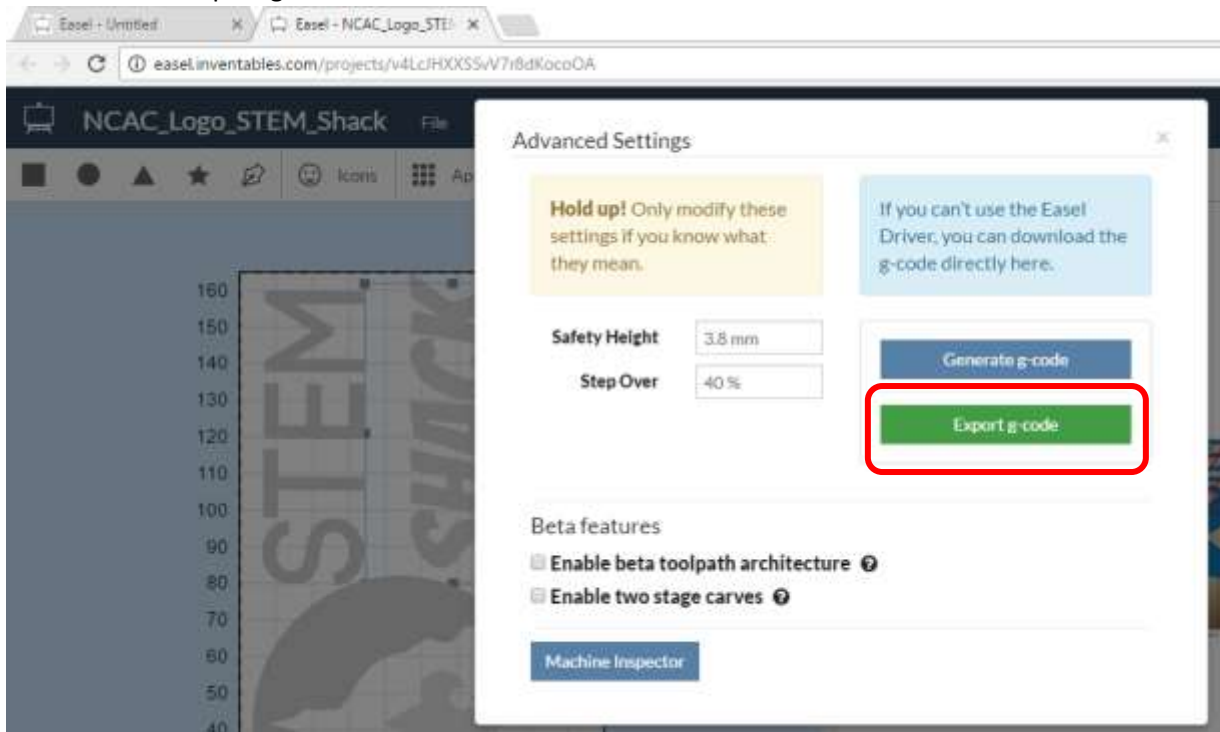 Easel - Untitled
Easel - NCAC_Logo_STE
easel.inventables.com/projects/
NCAC_Logo_STEM_Shack File
Icons Ap
Advanced Settings
Hold up! Only modify these
settings if you know what
they mean.
If you can't use the Easel
Driver, you can download the
g-code directly here.
Safety Height 3.8 mm
Step Over 40 %
Generate g-code
Export g-code
Beta features
Enable beta toolpath architecture
Enable two stage carves
Machine Inspector
160
150
140
130
120
110
100
90
80
70
60
50
40
STEM
SHACK